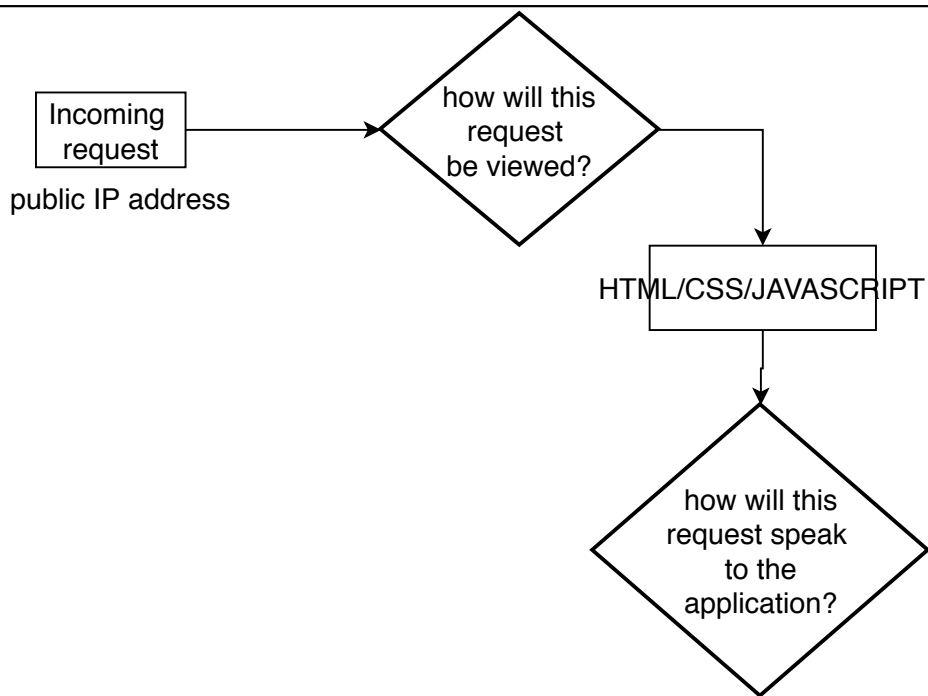 Incoming
request
public IP address
how will this
request
be viewed?
HTML/CSS/JAVASCRIPT
how will this
request speak
to the
application?